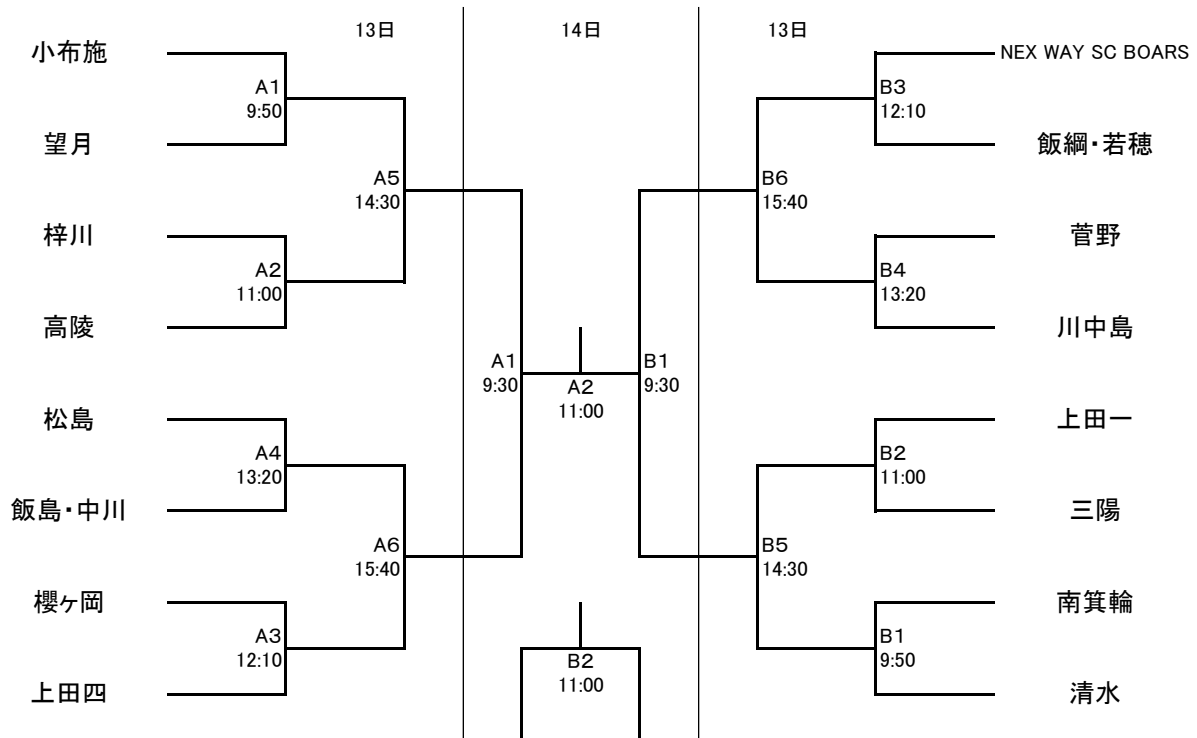 13日
14日
13日
小布施
A1
9:50
望月
A5
14:30
梓川
A2
11:00
高陵
A1
9:30
松島
A4
13:20
飯島・中川
A6
15:40
櫻ヶ岡
A3
12:10
上田四
A2
11:00
B2
11:00
B1
9:30
NEX WAY SC BOARS
B3
12:10
飯綱・若穂
B6
15:40
菅野
B4
13:20
川中島
上田一
B2
11:00
三陽
B5
14:30
南箕輪
B1
9:50
清水